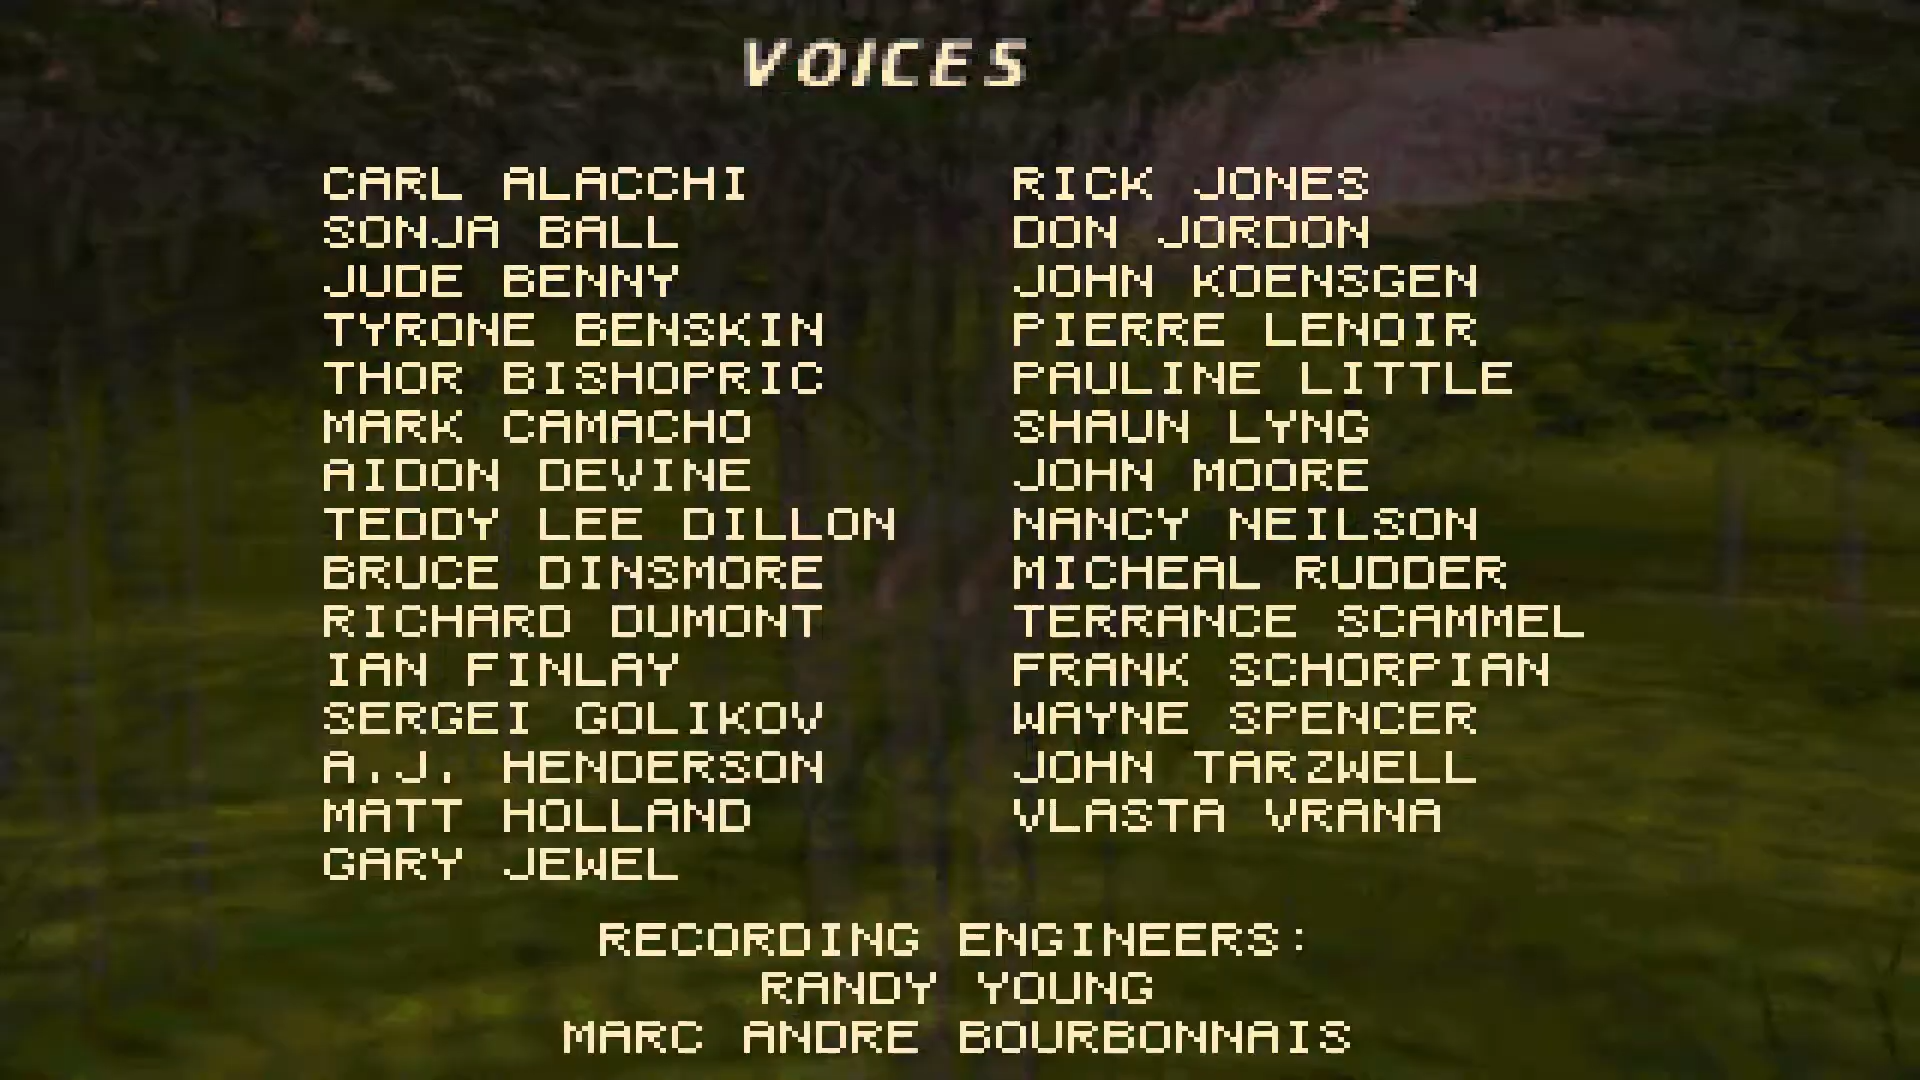 VOICES
CARL ALACCHI
SONJA BALL
JUDE BENNY
TYRONE BENSKIN
THOR BISHOPRIC
MARK CAMACHO
AIDON DEVINE
TEDDY LEE DILLON
BRUCE DINSMORE
RICHARD DUMONT
IAN FINLAY
SERGEI GOLIKOV
A.J. HENDERSON
MATT HOLLAND
GARY JEWEL
RICK JONES
DON JORDON
JOHN KOENSGEN
PIERRE LENOIR
PAULINE LITTLE
SHAUN LYNG
JOHN MOORE
NANCY NEILSON
MICHEAL RUDDER
TERRANCE SCAMMEL
FRANK SCHORPIAN
WAYNE SPENCER
JOHN TARZWELL
VLASTA VRANA
RECORDING ENGINEERS:
RANDY YOUNG
MARC ANDRE BOURBONNAIS